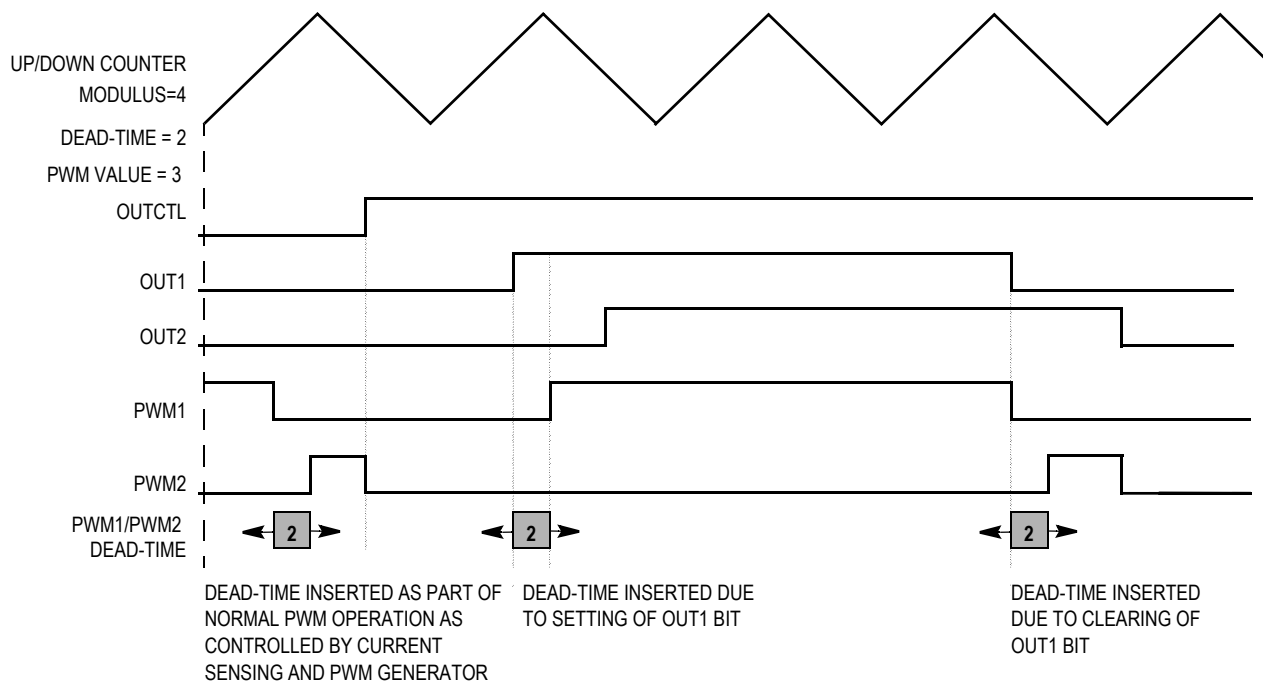 UP/DOWN COUNTER
MODULUS=4
DEAD-TIME = 2
PWM VALUE = 3
OUTCTL
OUT1
OUT2
PWM1
PWM2
PWM1/PWM2
DEAD-TIME
2
2
2
DEAD-TIME INSERTED AS PART OF
NORMAL PWM OPERATION AS
CONTROLLED BY CURRENT
SENSING AND PWM GENERATOR
DEAD-TIME INSERTED DUE
TO SETTING OF OUT1 BIT
DEAD-TIME INSERTED
DUE TO CLEARING OF
OUT1 BIT